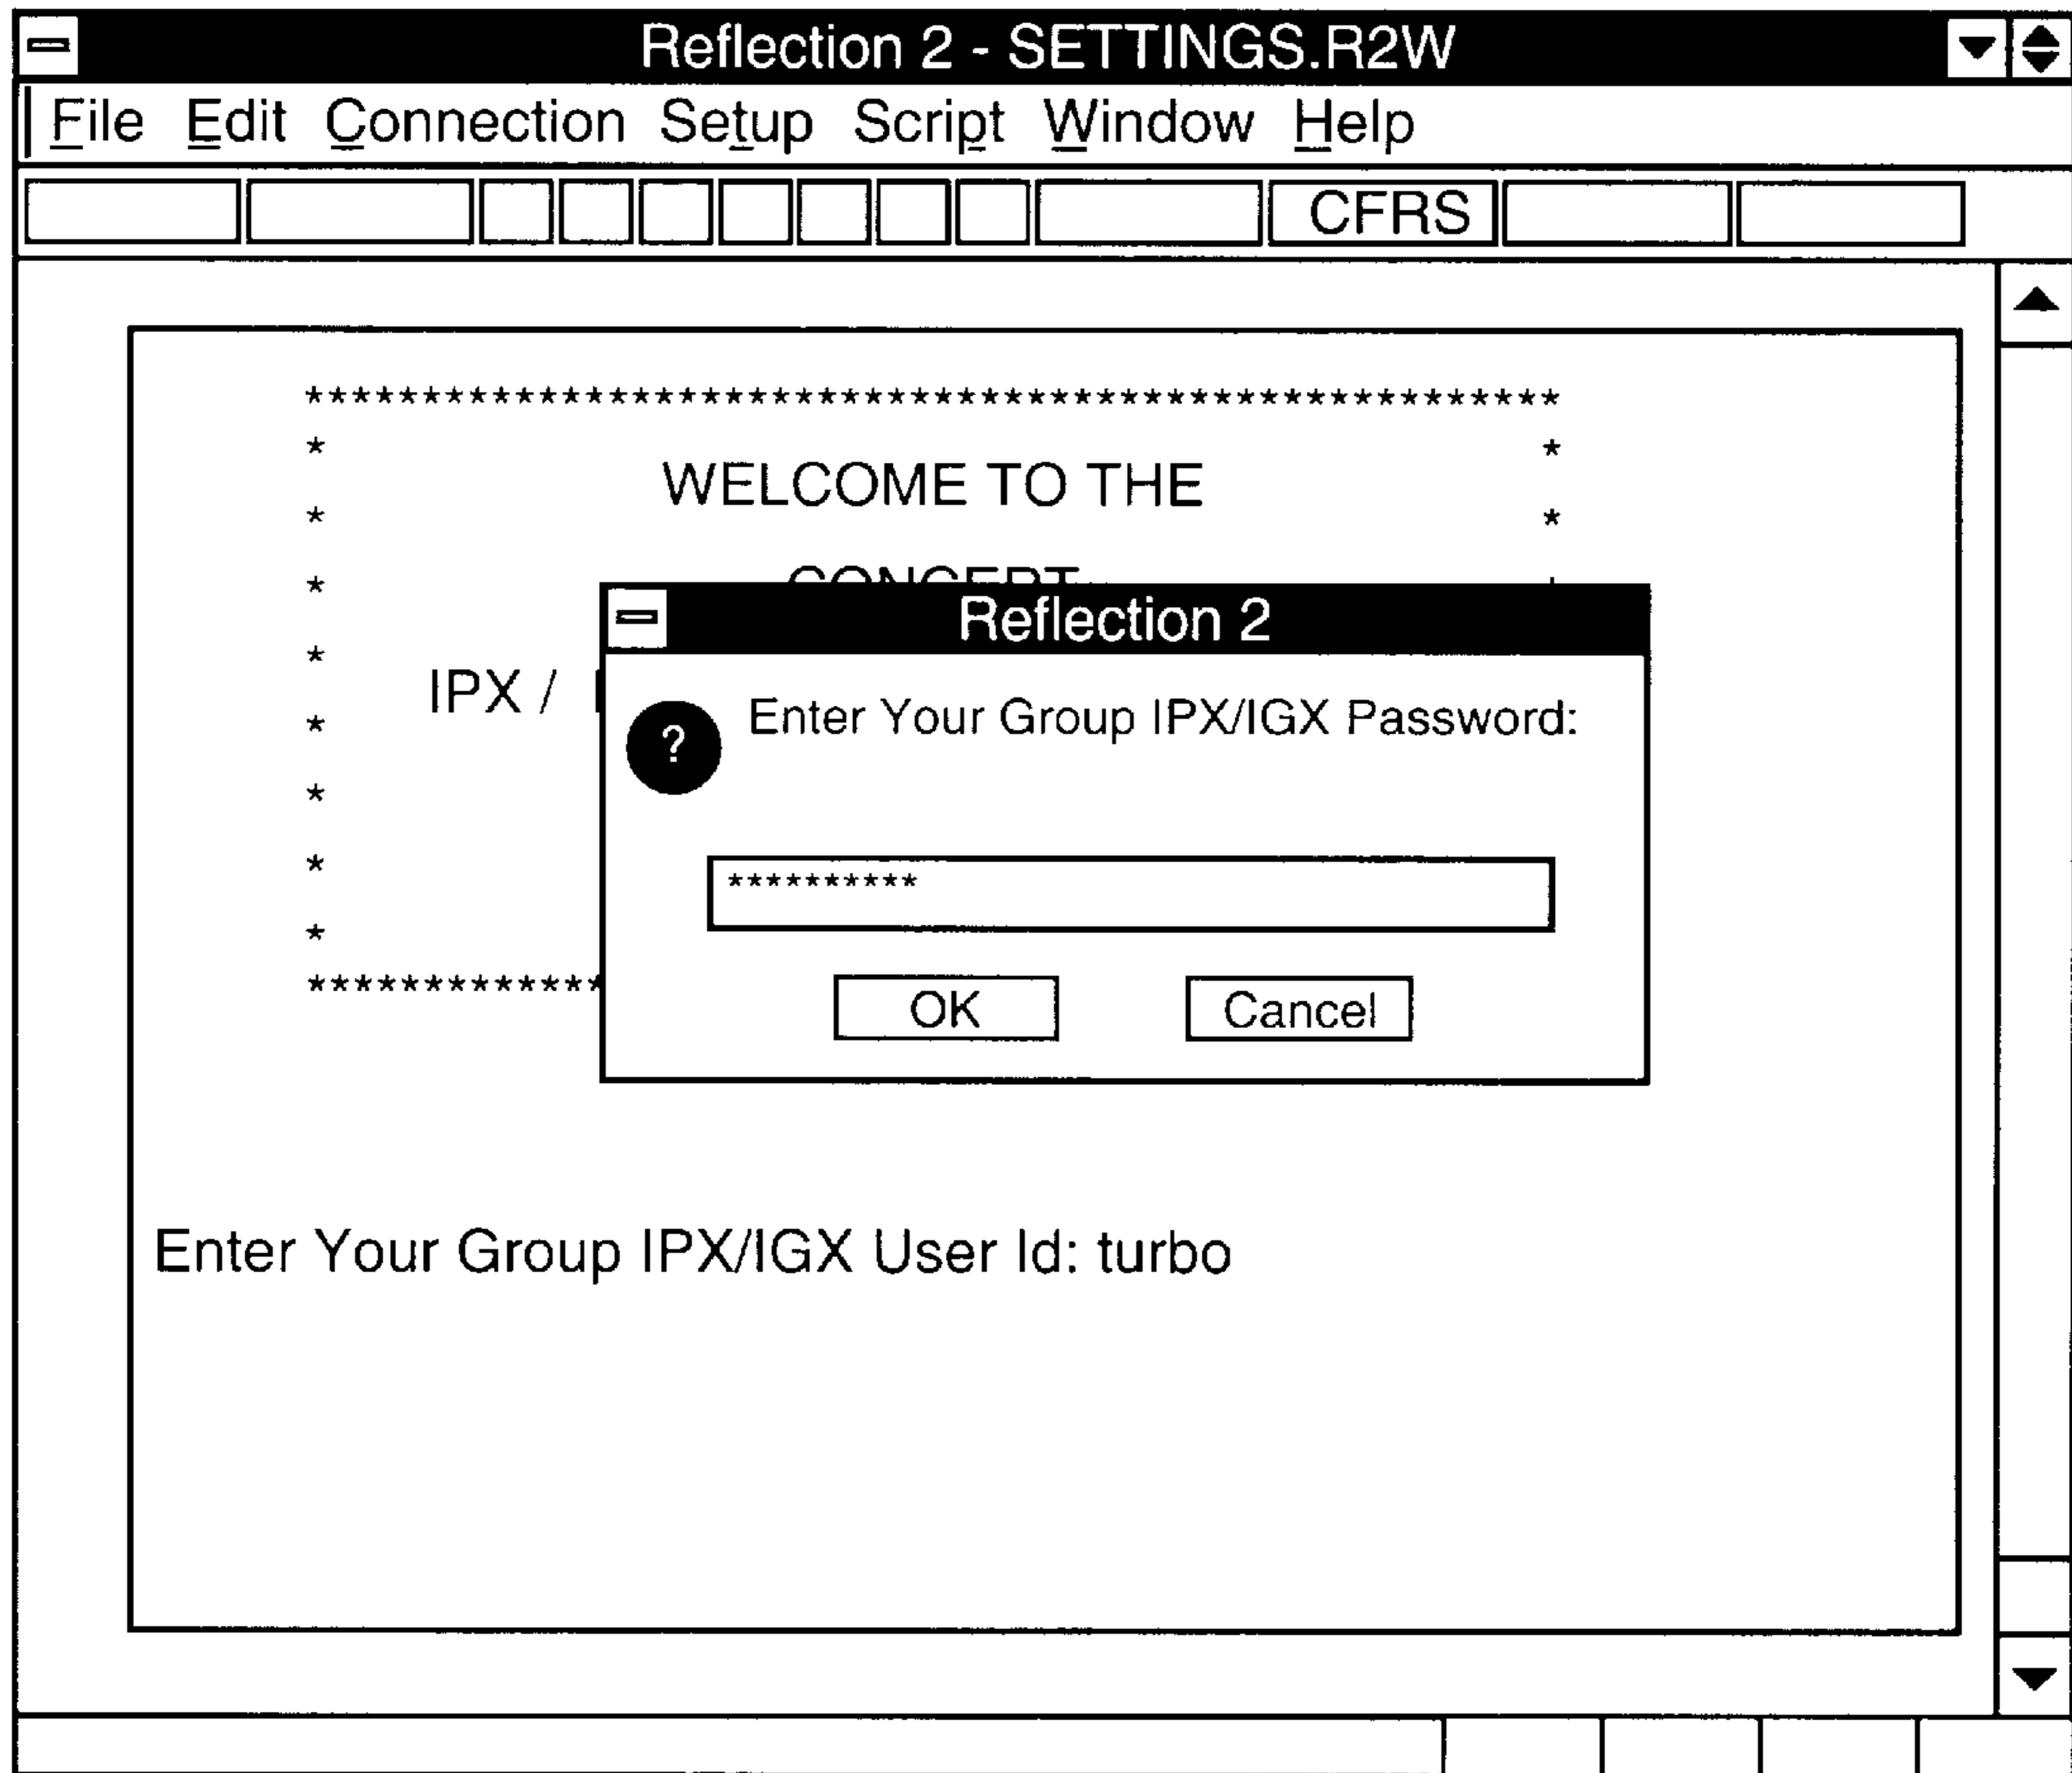 Reflection 2 - SETTINGS.R2W
File Edit Connection Setup Script Window Help
CFRS
*****************************************************
* *
WELCOME TO THE
* *
* CONCEPT
Reflection 2
*
IPX /
Enter Your Group IPX/IGX Password:
?
*
*
*
**********
*
*************
OK Cancel
Enter Your Group IPX/IGX User Id: turbo